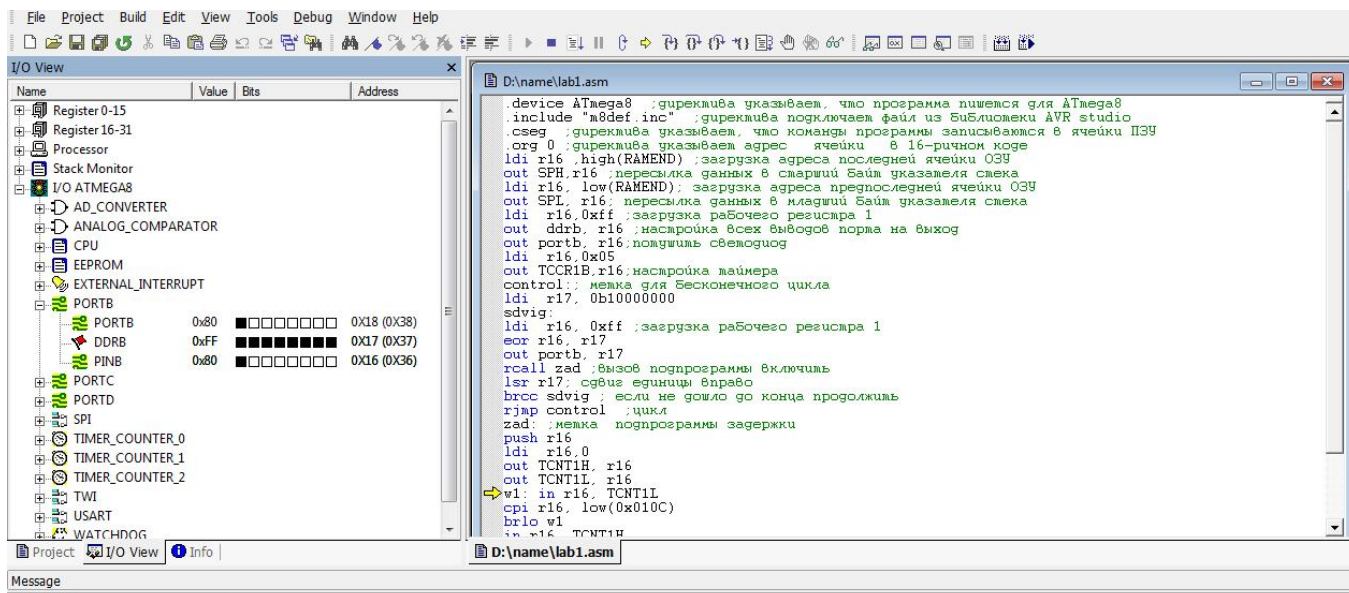 File Project Build Edit View Tools Debug Window Help
I/O View
Name Value Bits Address
Register 0-15
Register 16-31
Processor
Stack Monitor
I/O ATMEGA8
AD_CONVERTER
ANALOG_COMPARATOR
CPU
EEPROM
EXTERNAL_INTERRUPT
PORTB
PORTB 0x80 0X18 (0X38)
DDRB 0xFF 0X17 (0X37)
PINB 0x80 0X16 (0X36)
PORTC
PORTD
SPI
TIMER_COUNTER_0
TIMER_COUNTER_1
TIMER_COUNTER_2
TWI
USART
WATCHDOG
Project I/O View Info
D:\name\lab1.asm
.device ATmega8 ;директива указывает, что программа пишется для ATmega8
.include "m8def.inc" ;директива подключает файл из библиотеки AVR studio
.cseg ;директива указывает, что команды программы записываются в ячейки ПЗУ
.org 0 ;директива указывает адрес ячейки в 16-ричном коде
ldi r16 ,high(RAMEND) ;загрузка адреса последней ячейки ОЗУ
out SPH,r16 ;пересылка данных в старший байт указателя стека
ldi r16, low(RAMEND); загрузка адреса предпоследней ячейки ОЗУ
out SPL, r16; пересылка данных в младший байт указателя стека
ldi r16,0xff ;загрузка рабочего регистра 1
out ddrb, r16 ;настройка всех выводов порта на выход
out portb, r16;потушить светодиод
ldi r16,0x05
out TCCR1B,r16;настройка таймера
control:; метка для бесконечного цикла
ldi r17, 0b10000000
sdvig:
ldi r16, 0xff ;загрузка рабочего регистра 1
eor r16, r17
out portb, r17
rcall zad ;вызов подпрограммы включить
lsr r17; сдвиг единицы вправо
brcc sdvig ; если не дошло до конца продолжить
rjmp control ;цикл
zad: ;метка подпрограммы задержки
push r16
ldi r16,0
out TCNT1H, r16
out TCNT1L, r16
w1: in r16, TCNT1L
cpi r16, low(0x010C)
brlo w1
in r16, TCNT1H
D:\name\lab1.asm
Message